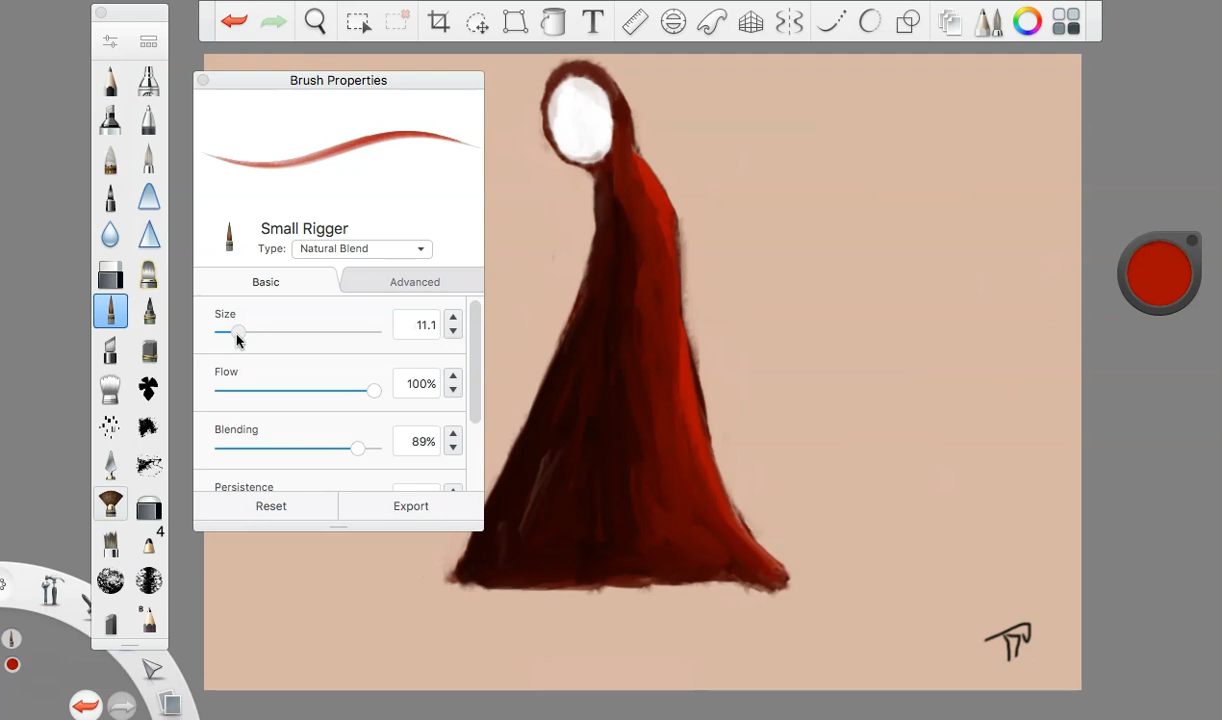 T
Brush Properties
Small Rigger
Type: Natural Blend
Basic
Advanced
Size
11.1
Flow
100%
Blending
89%
Persistence
Reset
Export
4
B